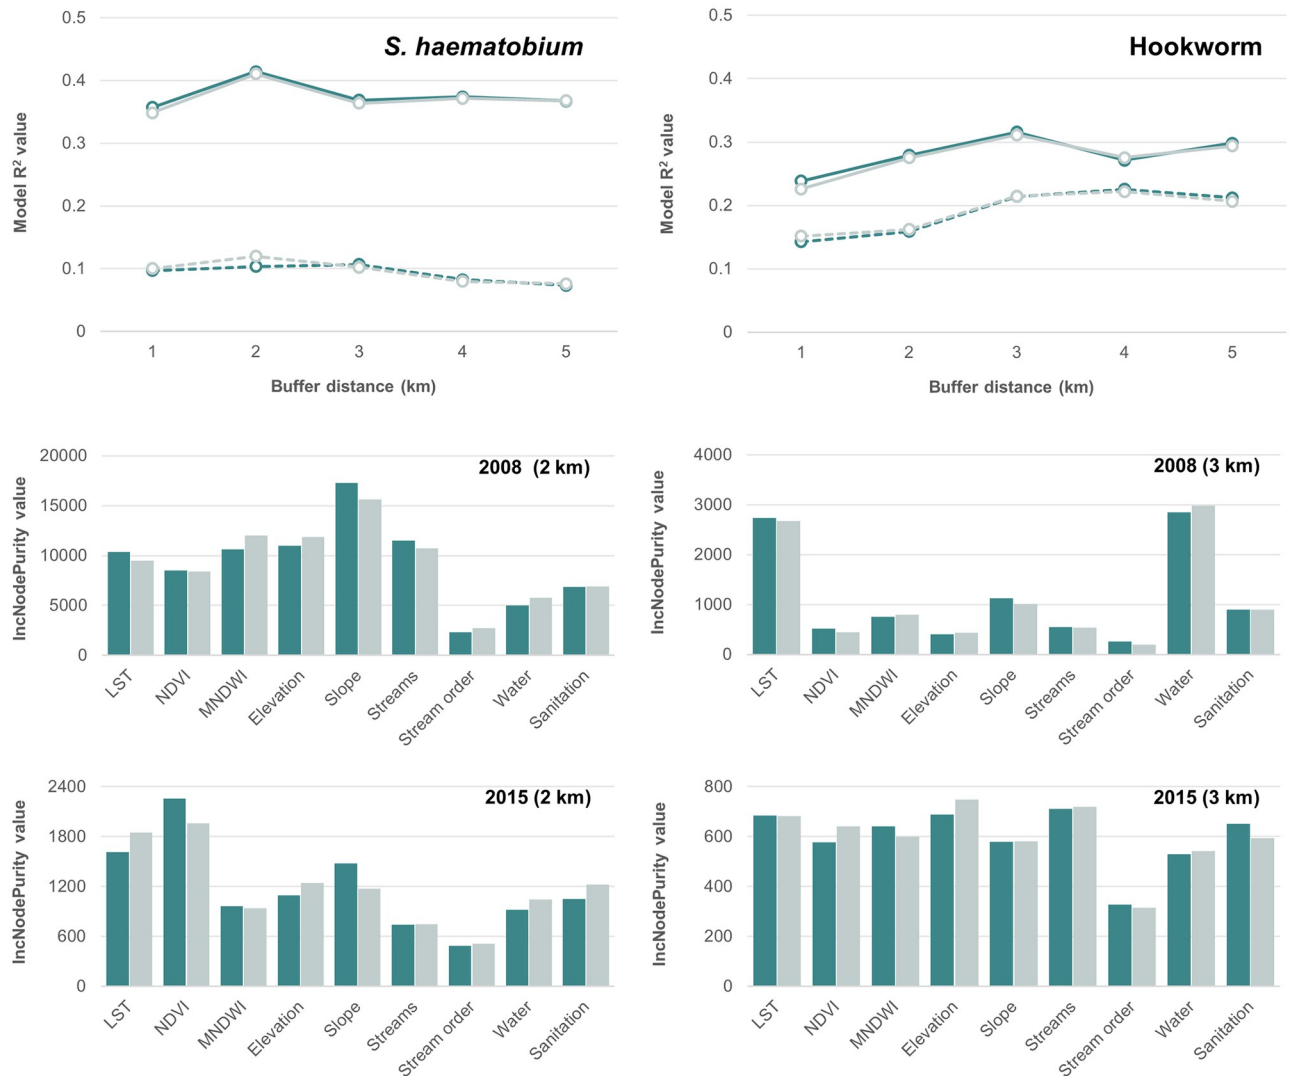 S. haematobium
Model R² value
0.5
0.4
0.3
0.2
0.1
0
1 2 3 4 5
Buffer distance (km)
Hookworm
Model R² value
0.5
0.4
0.3
0.2
0.1
0
1 2 3 4 5
Buffer distance (km)
2008 (2 km)
IncNodePurity value
20000
15000
10000
5000
0
LST
NDVI
MNDWI
Elevation
Slope
Streams
Stream order
Water
Sanitation
2008 (3 km)
IncNodePurity value
4000
3000
2000
1000
0
LST
NDVI
MNDWI
Elevation
Slope
Streams
Stream order
Water
Sanitation
2015 (2 km)
IncNodePurity value
2400
1800
1200
600
0
LST
NDVI
MNDWI
Elevation
Slope
Streams
Stream order
Water
Sanitation
2015 (3 km)
IncNodePurity value
800
600
400
200
0
LST
NDVI
MNDWI
Elevation
Slope
Streams
Stream order
Water
Sanitation